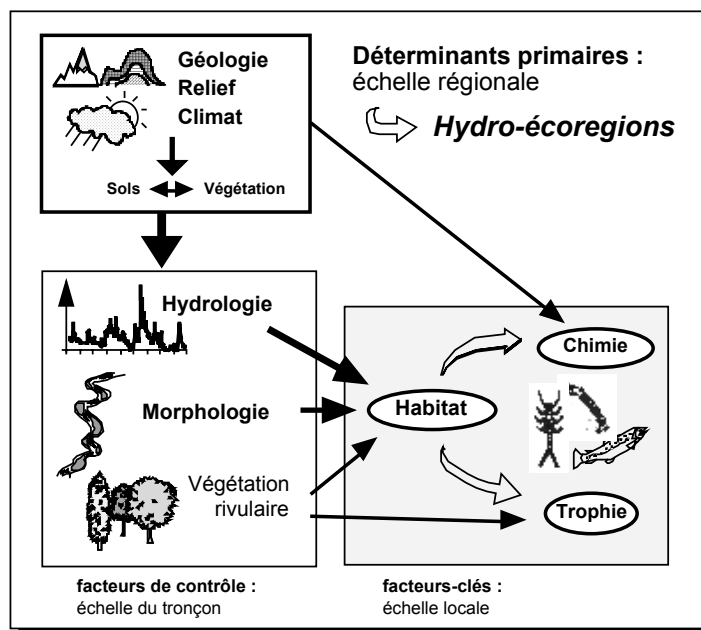 Géologie
Relief
Climat
Sols
Végétation
Déterminants primaires :
échelle régionale
Hydro-écoregions
Hydrologie
Morphologie
Végétation
rivulaire
Habitat
Chimie
Trophie
facteurs de contrôle :
échelle du tronçon
facteurs-clés :
échelle locale